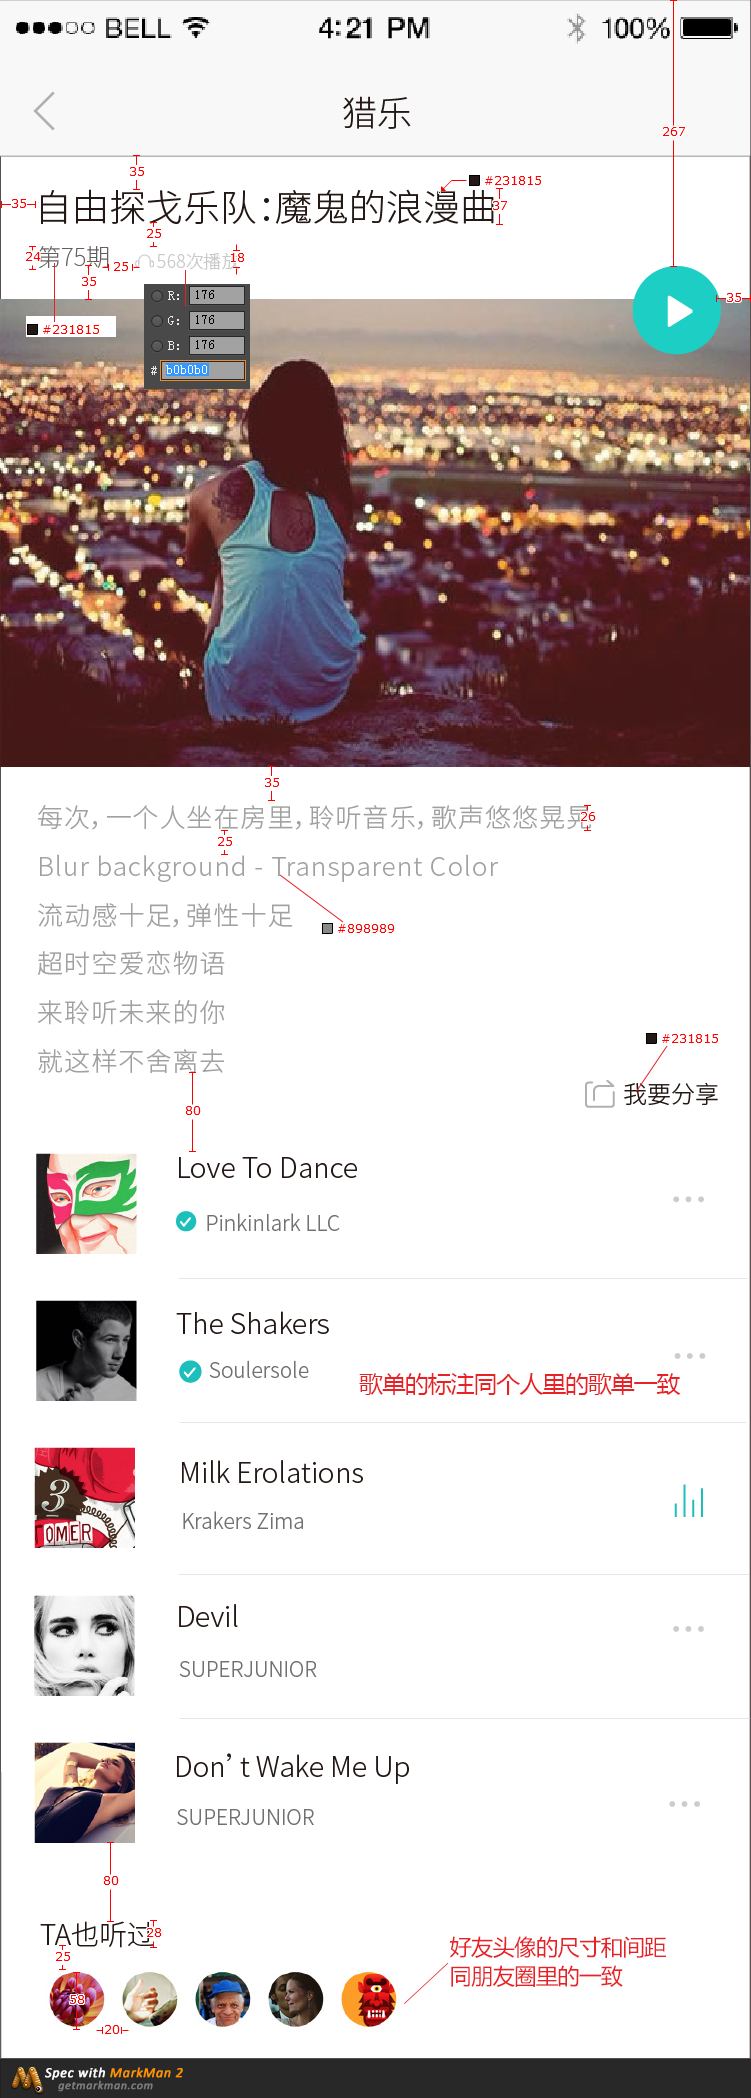 BELL 4:21 PM 100%
267
猎乐
35
#231815
35
自由探戈乐队:魔鬼的浪漫曲
37
25
24
第75期
25
568次播放
18
35
35
#231815
R: 176
G: 176
B: 176
# b0b0b0
35
每次，一个人坐在房里，聆听音乐，歌声悠悠晃晃
26
25
Blur background - Transparent Color
流动感十足，弹性十足
#898989
超时空爱恋物语
来聆听未来的你
#231815
就这样不舍离去
我要分享
80
Love To Dance
Pinkinlark LLC
The Shakers
Soulersole
歌单的标注同个人里的歌单一致
Milk Erolations
Krakers Zima
3
TOMER
Devil
SUPERJUNIOR
Don’t Wake Me Up
SUPERJUNIOR
80
TA也听过
28
25
好友头像的尺寸和间距
同朋友圈里的一致
58
20
Spec with MarkMan 2
getmarkman.com